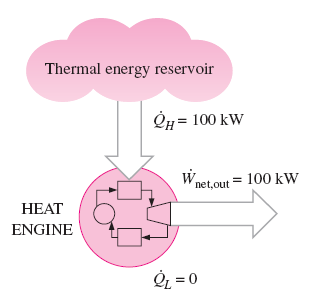 Thermal energy reservoir
Q̇H = 100 kW
Ẇnet,out = 100 kW
HEAT
ENGINE
Q̇L = 0